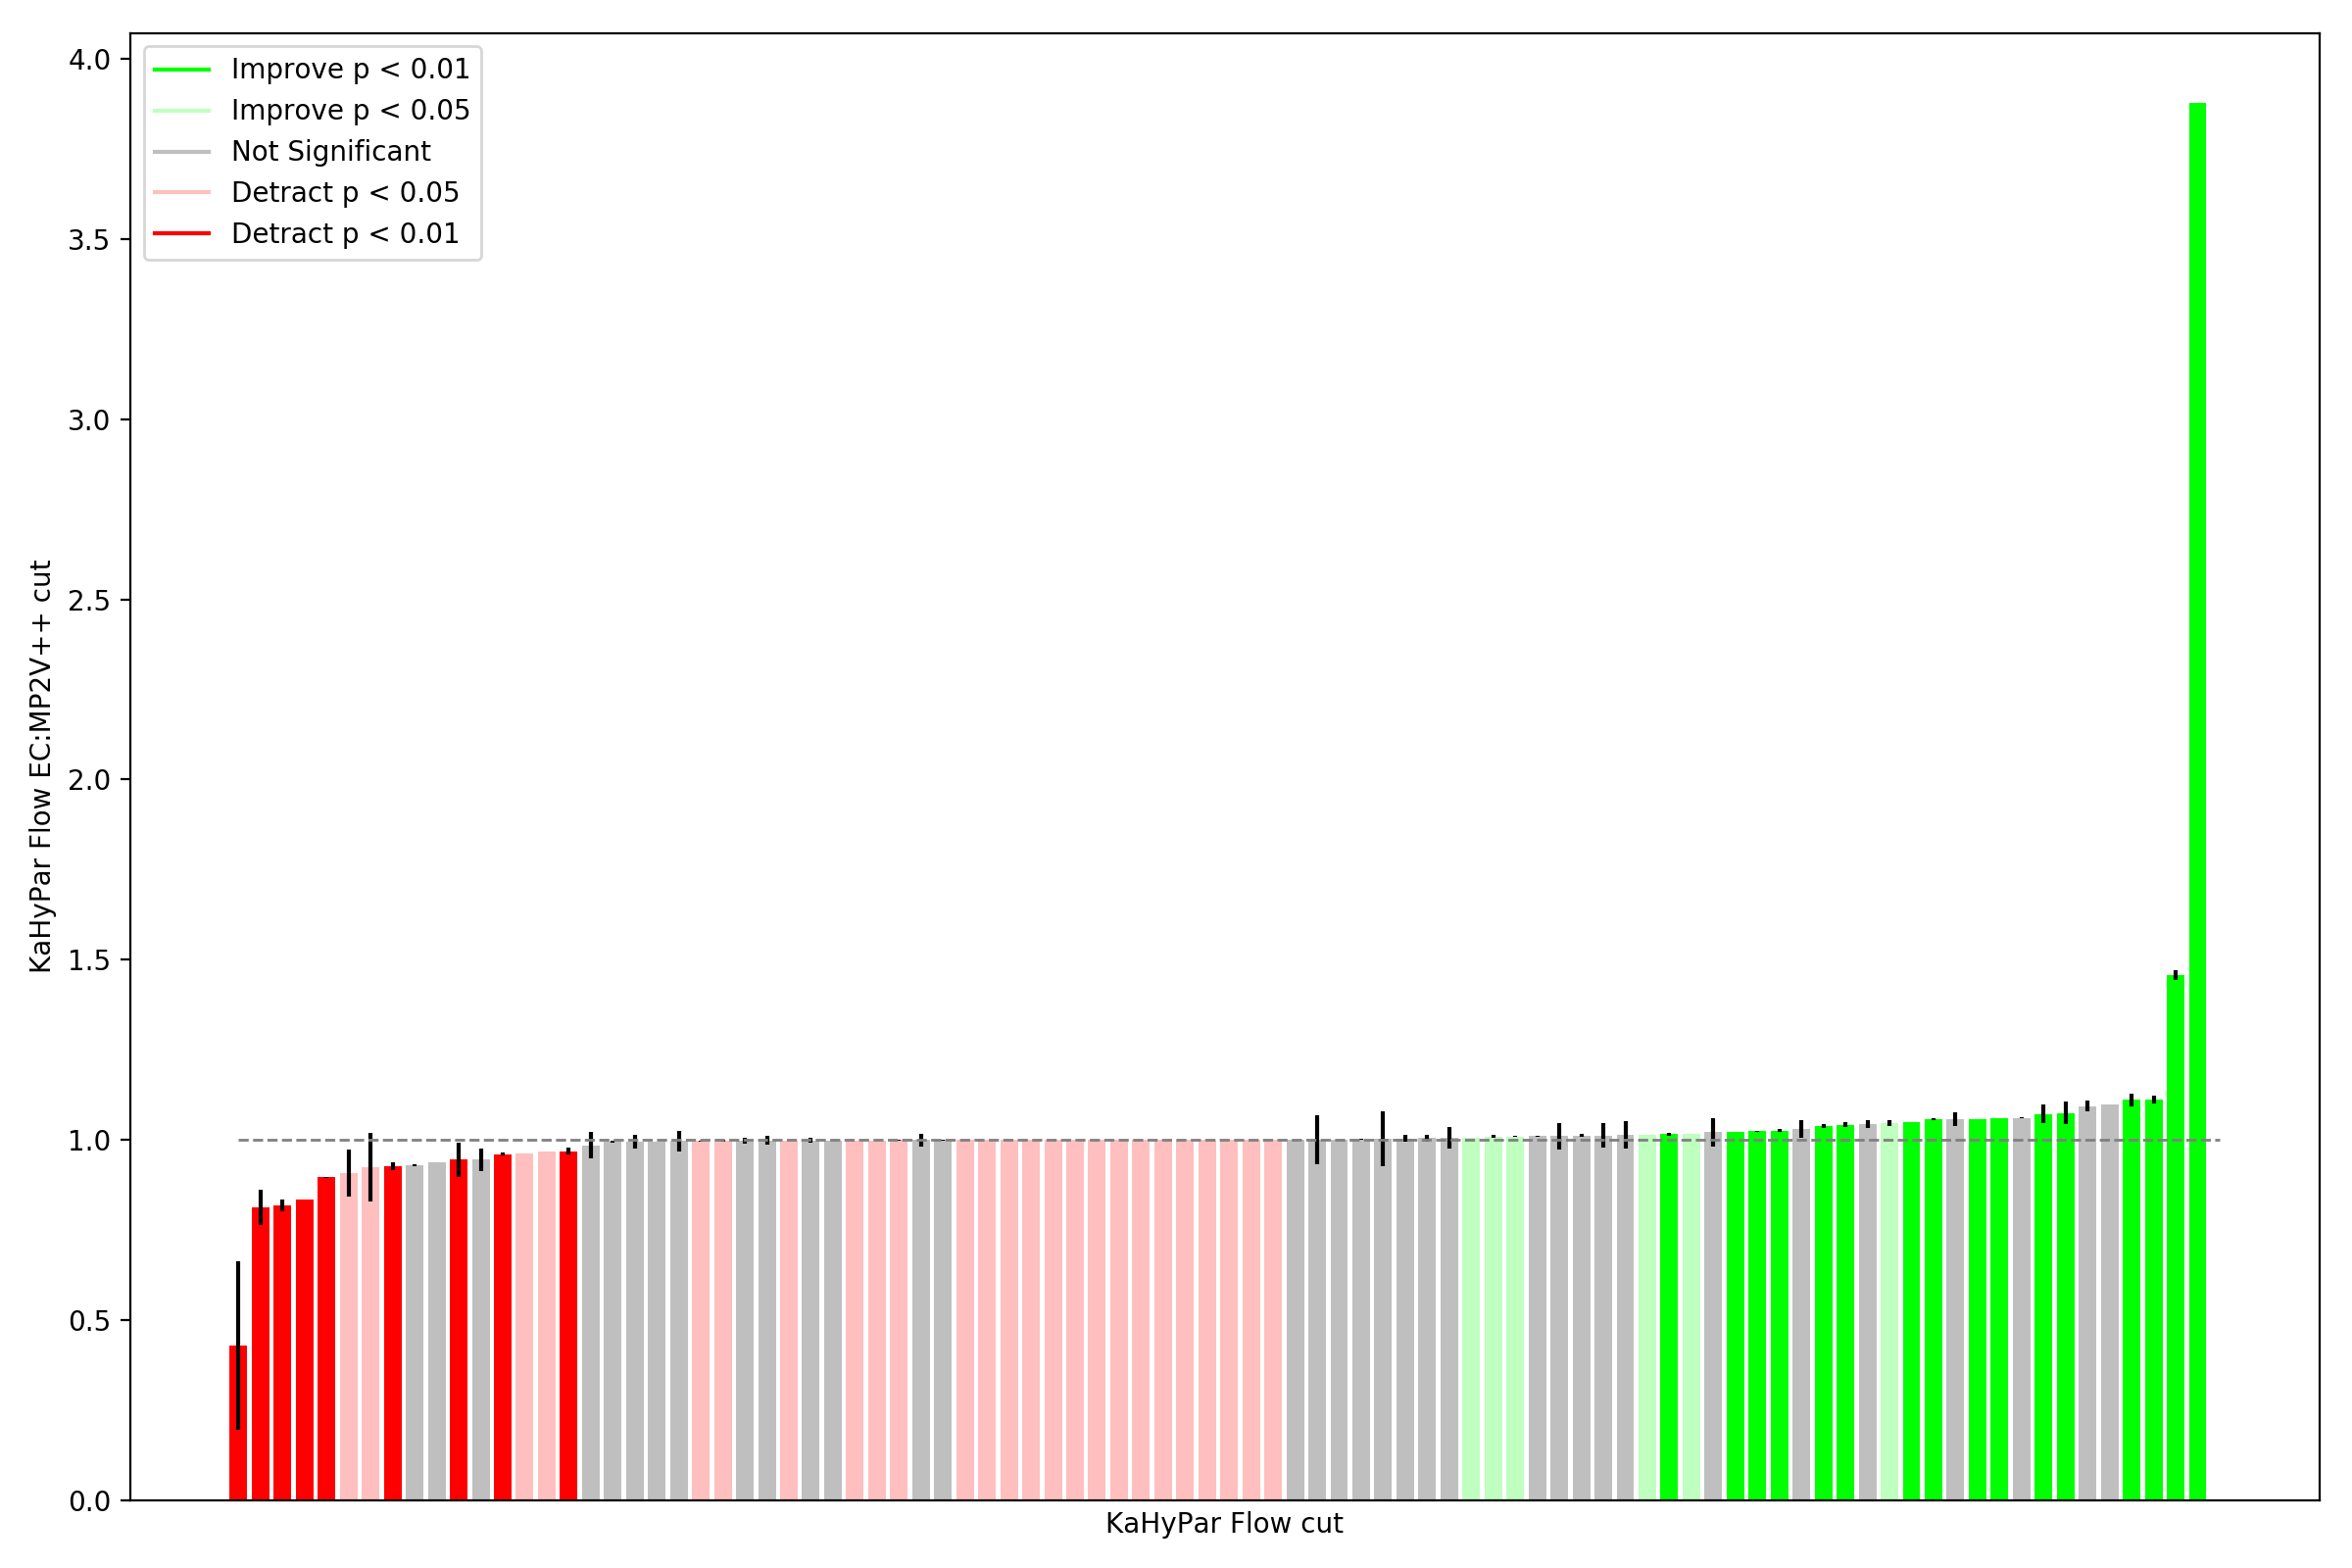 Improve p < 0.01
Improve p < 0.05
Not Significant
Detract p < 0.05
Detract p < 0.01
4.0
3.5
3.0
2.5
2.0
1.5
1.0
0.5
0.0
KaHyPar Flow EC:MP2V++ cut
KaHyPar Flow cut